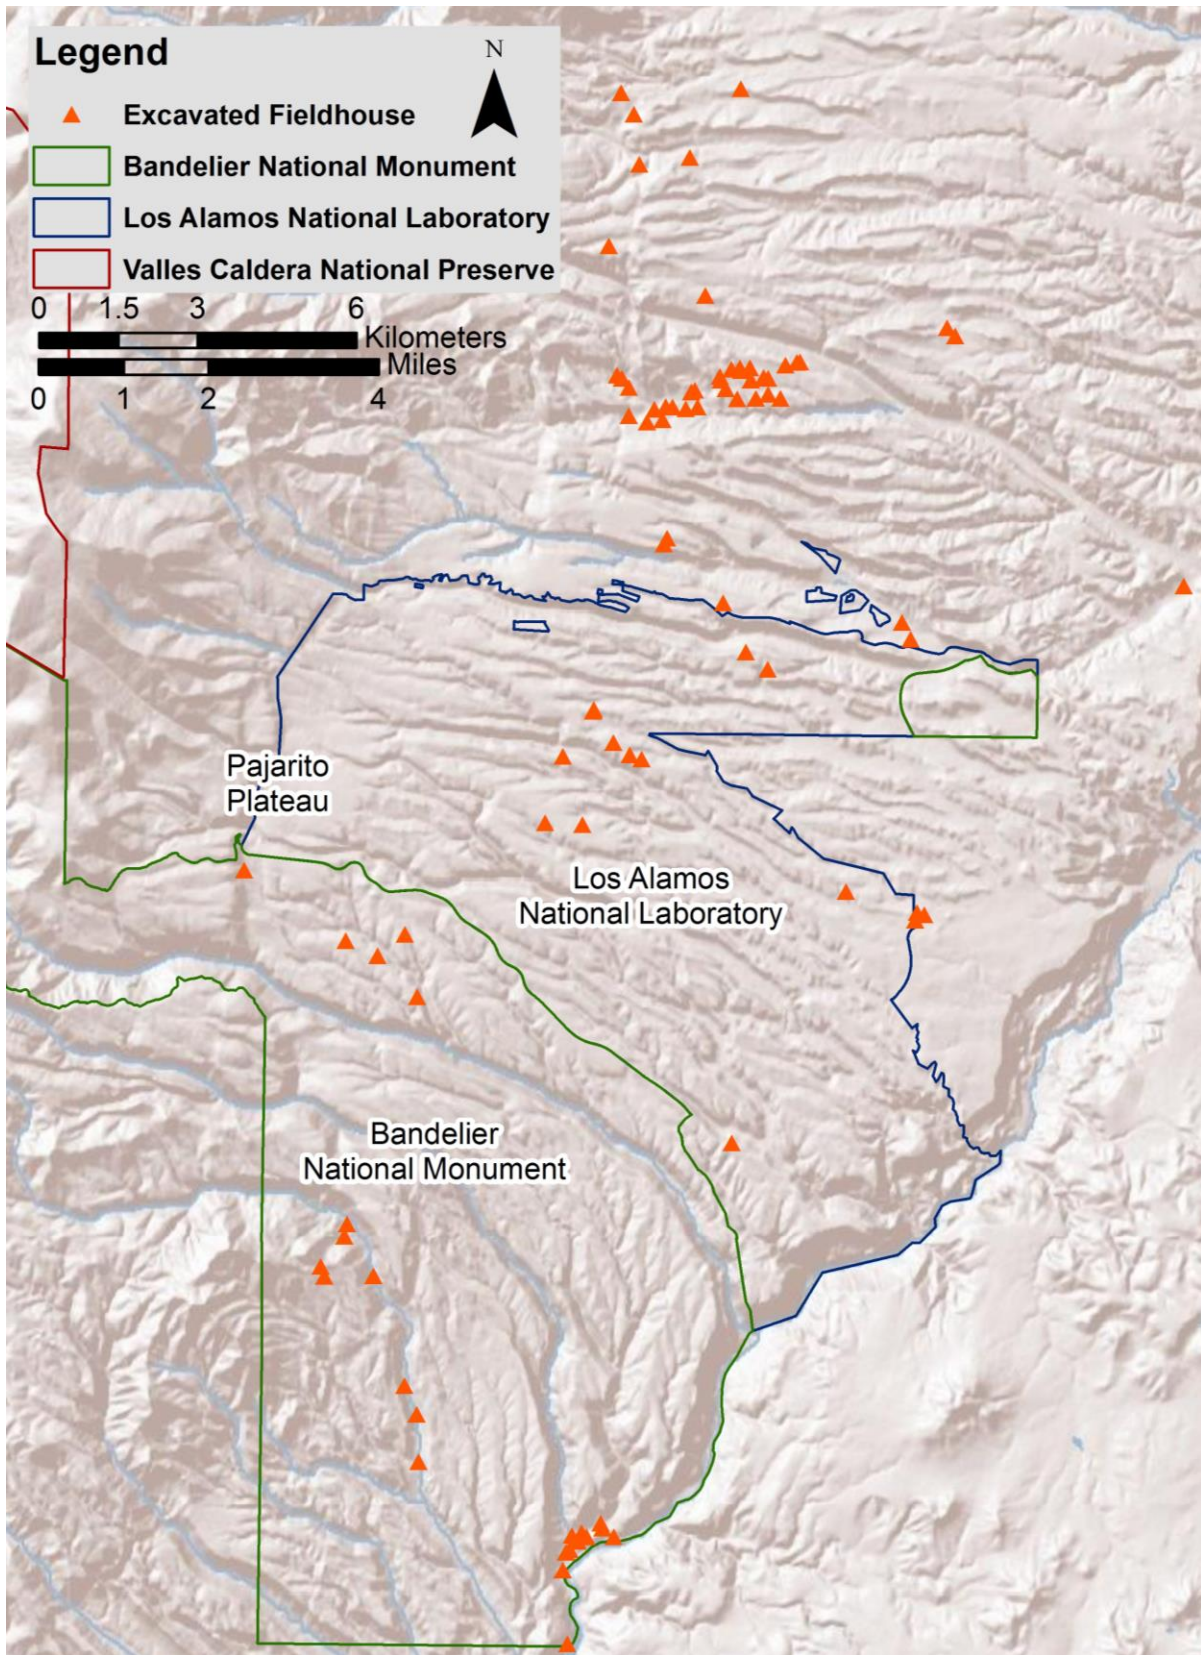 Legend
N
Excavated Fieldhouse
Bandelier National Monument
Los Alamos National Laboratory
Valles Caldera National Preserve
0 1.5 3 6
Kilometers
Miles
0 1 2 4
Pajarito
Plateau
Los Alamos
National Laboratory
Bandelier
National Monument